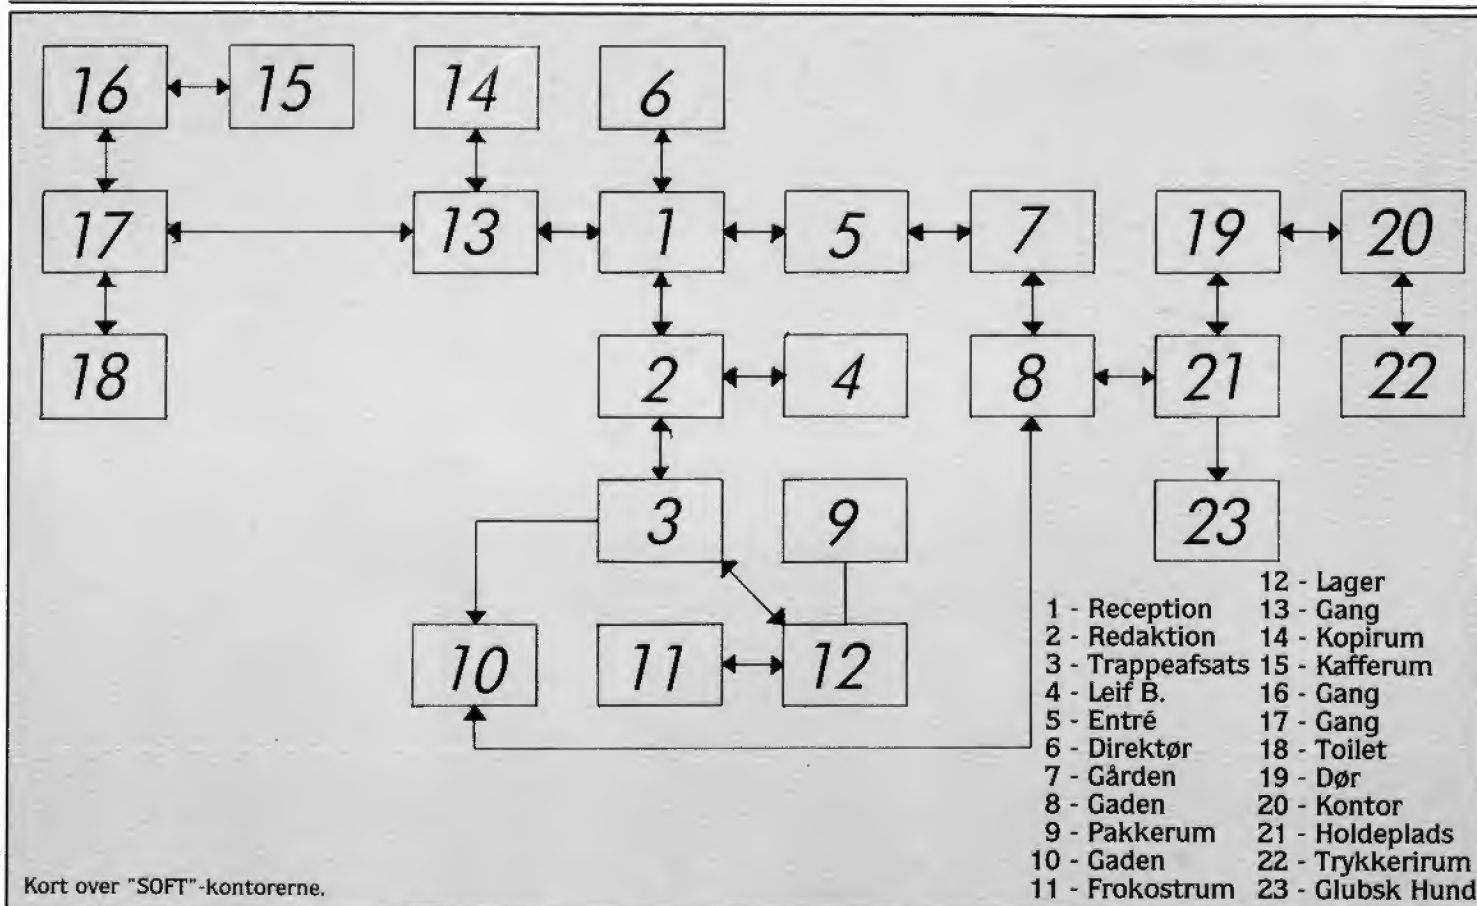 16 15 14 6
17 13 1 5 7 19 20
18 2 4 8 21 22
3 9 23
10 11 12
1 - Reception
2 - Redaktion
3 - Trappeafsats
4 - Leif B.
5 - Entré
6 - Direktør
7 - Gården
8 - Gaden
9 - Pakkerum
10 - Gaden
11 - Frokostrum
12 - Lager
13 - Gang
14 - Kopirum
15 - Kafferum
16 - Gang
17 - Gang
18 - Toilet
19 - Dør
20 - Kontor
21 - Holdeplads
22 - Trykkerirum
23 - Glubsk Hund
Kort over "SOFT"-kontorerne.